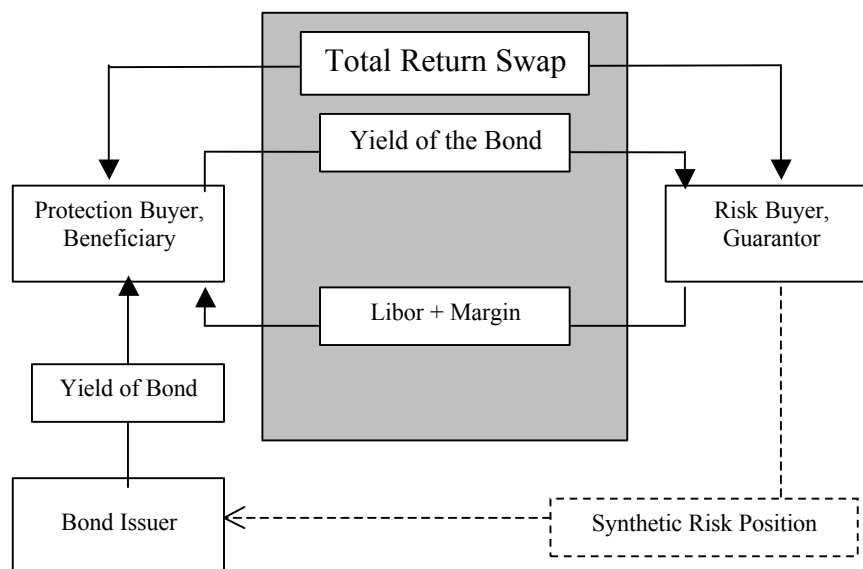 Total Return Swap
Yield of the Bond
Protection Buyer,
Beneficiary
Risk Buyer,
Guarantor
Libor + Margin
Yield of Bond
Bond Issuer
Synthetic Risk Position